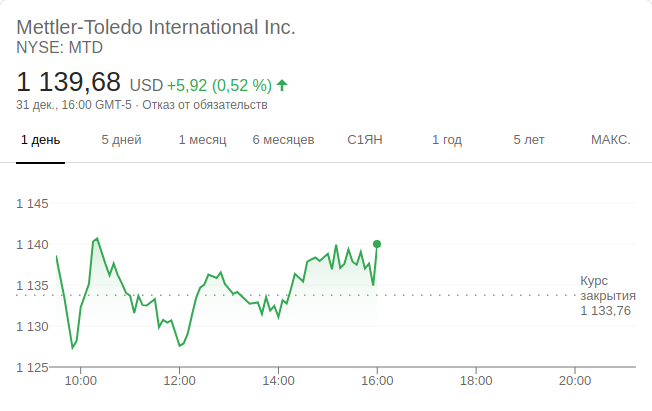 Mettler-Toledo International Inc.
NYSE: MTD
1 139,68 USD +5,92 (0,52 %)
31 дек., 16:00 GMT-5 · Отказ от обязательств
1 день 5 дней 1 месяц 6 месяцев С1ЯН 1 год 5 лет МАКС.
1 145
1 140
1 135
Курс
закрытия
1 133,76
1 130
1 125
10:00 12:00 14:00 16:00 18:00 20:00